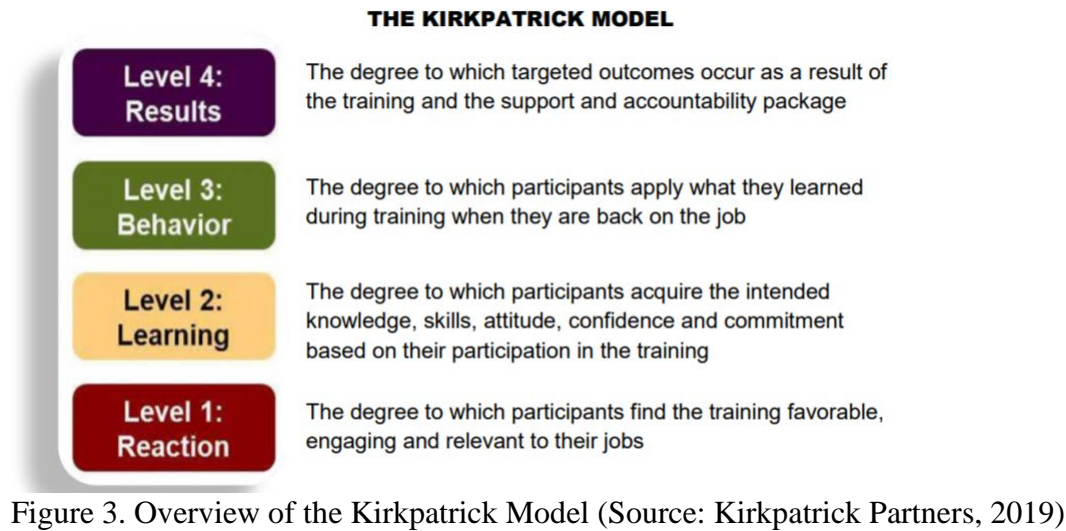 THE KIRKPATRICK MODEL
Level 4:
Results
The degree to which targeted outcomes occur as a result of
the training and the support and accountability package
Level 3:
Behavior
The degree to which participants apply what they learned
during training when they are back on the job
Level 2:
Learning
The degree to which participants acquire the intended
knowledge, skills, attitude, confidence and commitment
based on their participation in the training
Level 1:
Reaction
The degree to which participants find the training favorable,
engaging and relevant to their jobs
Figure 3. Overview of the Kirkpatrick Model (Source: Kirkpatrick Partners, 2019)